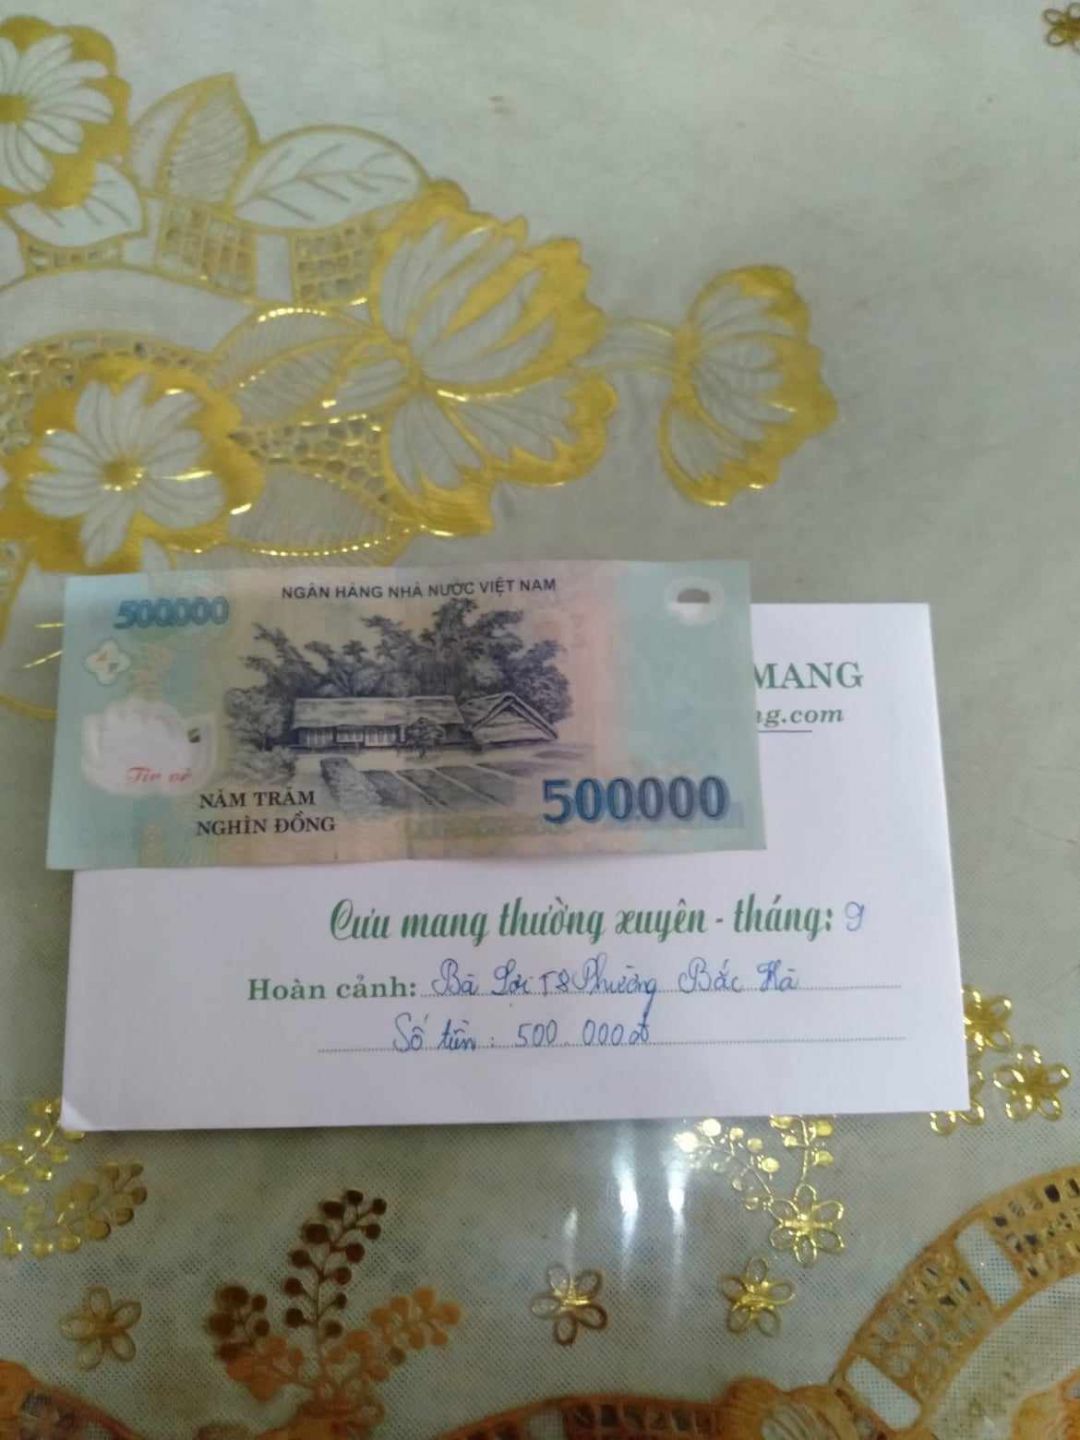 NGÂN HÀNG NHÀ NƯỚC VIỆT NAM
500000
NĂM TRĂM
NGHÌN ĐỒNG
500000
MANG
ng.com
Cưu mang thường xuyên - tháng: 9
Hoàn cảnh: Bà Lợi T8 Phường Bắc Hà
Số tiền: 500.000đ